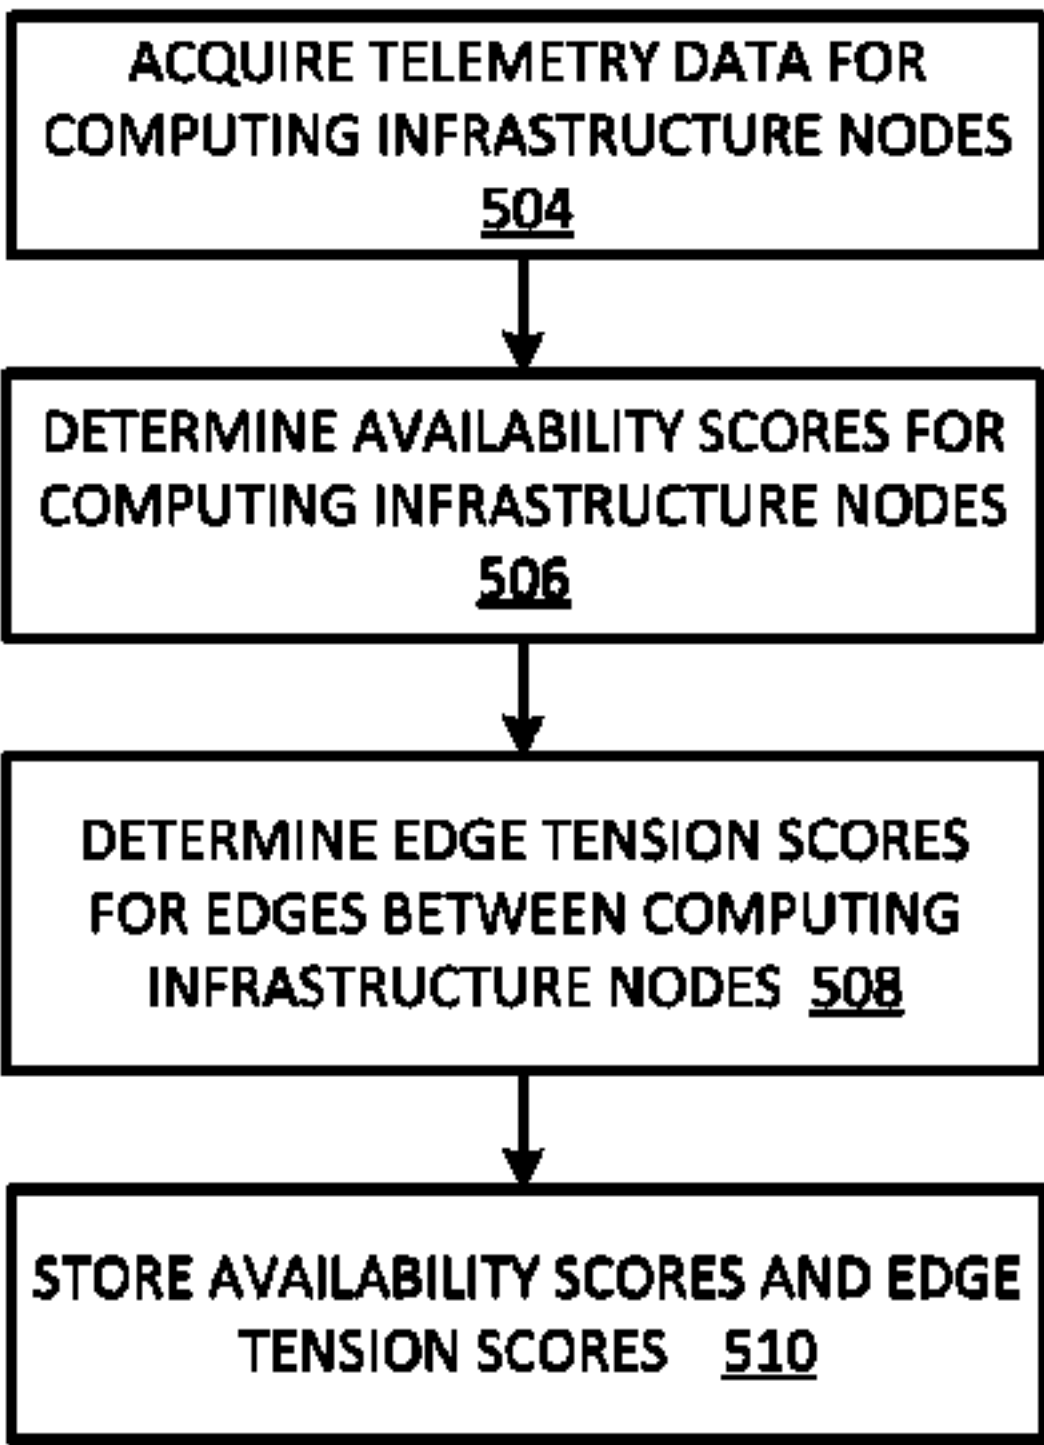 ACQUIRE TELEMETRY DATA FOR
COMPUTING INFRASTRUCTURE NODES
504
DETERMINE AVAILABILITY SCORES FOR
COMPUTING INFRASTRUCTURE NODES
506
DETERMINE EDGE TENSION SCORES
FOR EDGES BETWEEN COMPUTING
INFRASTRUCTURE NODES 508
STORE AVAILABILITY SCORES AND EDGE
TENSION SCORES 510